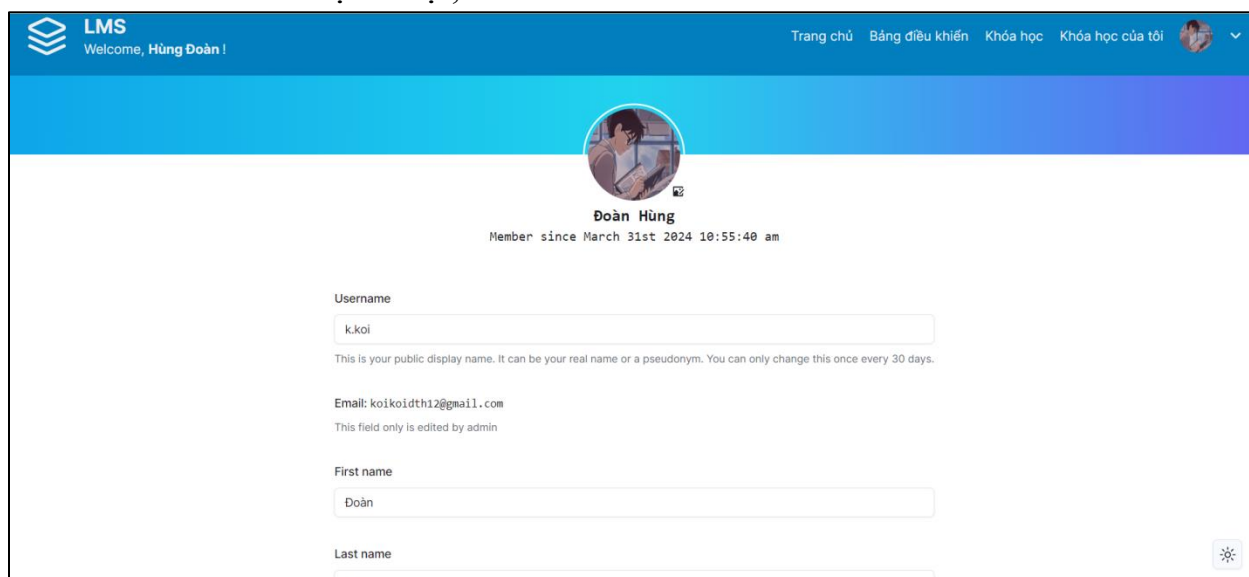 LMS
Welcome, Hùng Đoàn !
Trang chủ Bảng điều khiển Khóa học Khóa học của tôi
Đoàn Hùng
Member since March 31st 2024 10:55:40 am
Username
k.koi
This is your public display name. It can be your real name or a pseudonym. You can only change this once every 30 days.
Email: koikoidth12@gmail.com
This field only is edited by admin
First name
Đoàn
Last name